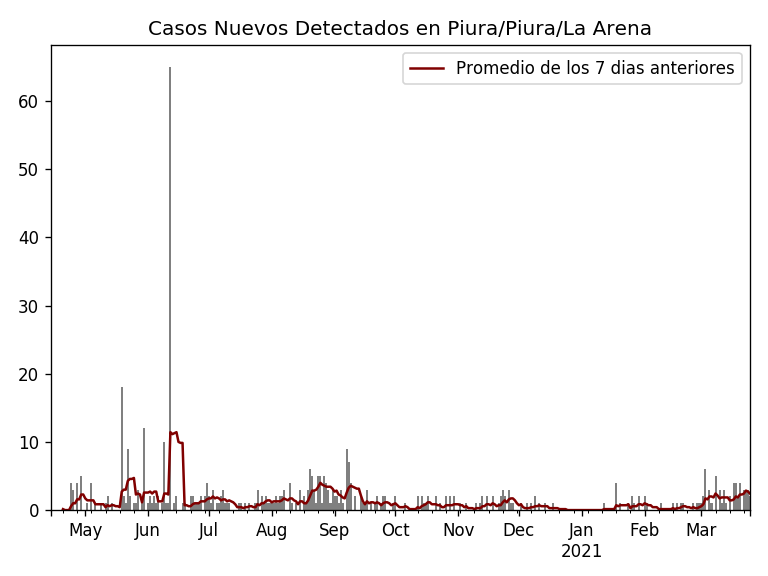 Casos Nuevos Detectados en Piura/Piura/La Arena
Promedio de los 7 dias anteriores
60
50
40
30
20
10
0
May Jun Jul Aug Sep Oct Nov Dec Jan Feb Mar
2021